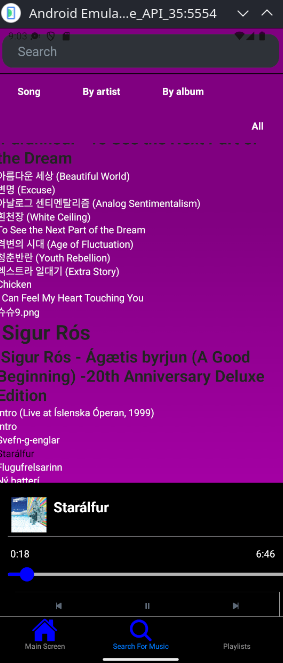 Android Emula...e_API_35:5554
9:03
Search
Song By artist By album
All
the Dream
아름다운 세상 (Beautiful World)
변명 (Excuse)
아날로그 센티멘탈리즘 (Analog Sentimentalism)
흰천장 (White Ceiling)
To See the Next Part of the Dream
격변의 시대 (Age of Fluctuation)
청춘반란 (Youth Rebellion)
엑스트라 일대기 (Extra Story)
Chicken
I Can Feel My Heart Touching You
슈슈9.png
Sigur Rós
Sigur Rós - Ágætis byrjun (A Good
Beginning) -20th Anniversary Deluxe
Edition
Intro (Live at Íslenska Óperan, 1999)
Intro
Svefn-g-englar
Starálfur
Flugufrelsarinn
Ný batterí
Starálfur
0:18 6:46
Main Screen Search For Music Playlists